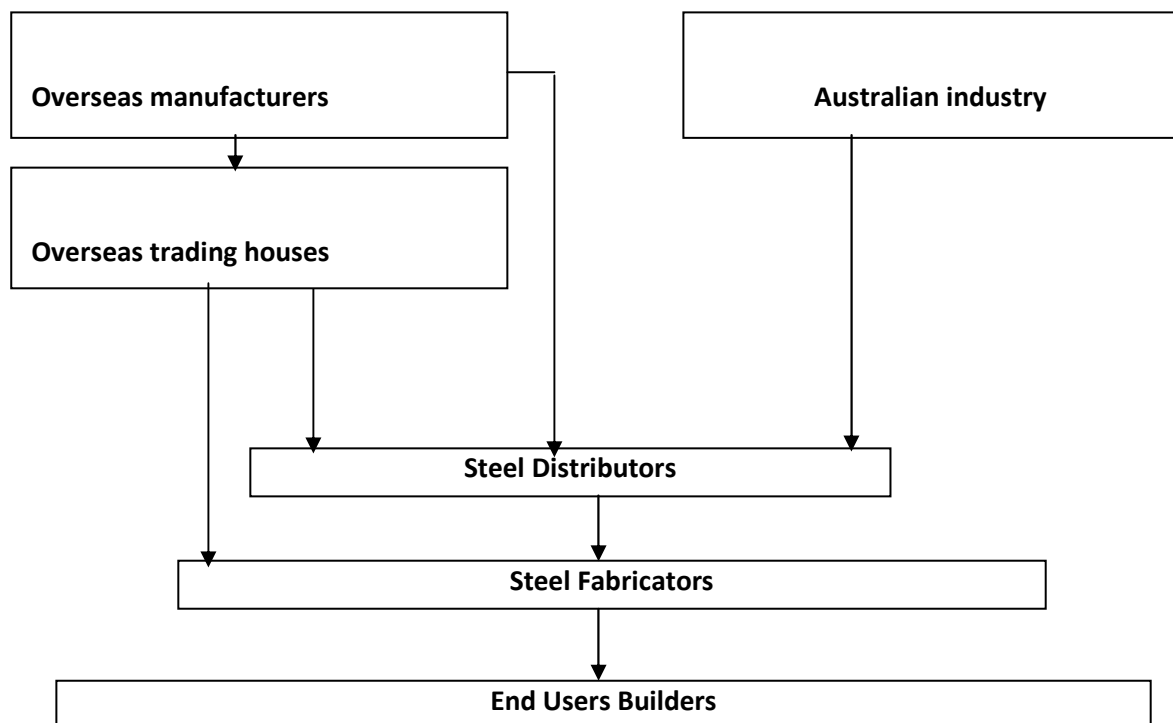 Overseas manufacturers
Australian industry
Overseas trading houses
Steel Distributors
Steel Fabricators
End Users Builders